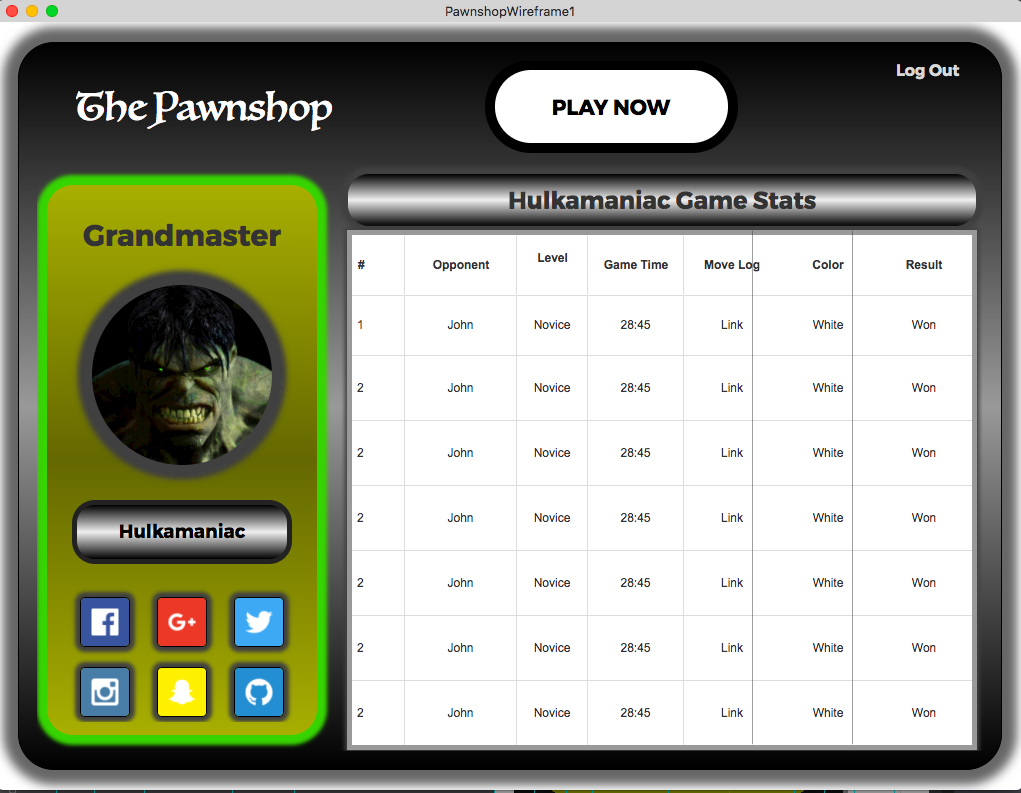 PawnshopWireframe1
Log Out
The Pawnshop
PLAY NOW
Hulkamaniac Game Stats
Grandmaster
Hulkamaniac
G+
# Opponent Level Game Time Move Log Color Result
1 John Novice 28:45 Link White Won
2 John Novice 28:45 Link White Won
2 John Novice 28:45 Link White Won
2 John Novice 28:45 Link White Won
2 John Novice 28:45 Link White Won
2 John Novice 28:45 Link White Won
2 John Novice 28:45 Link White Won